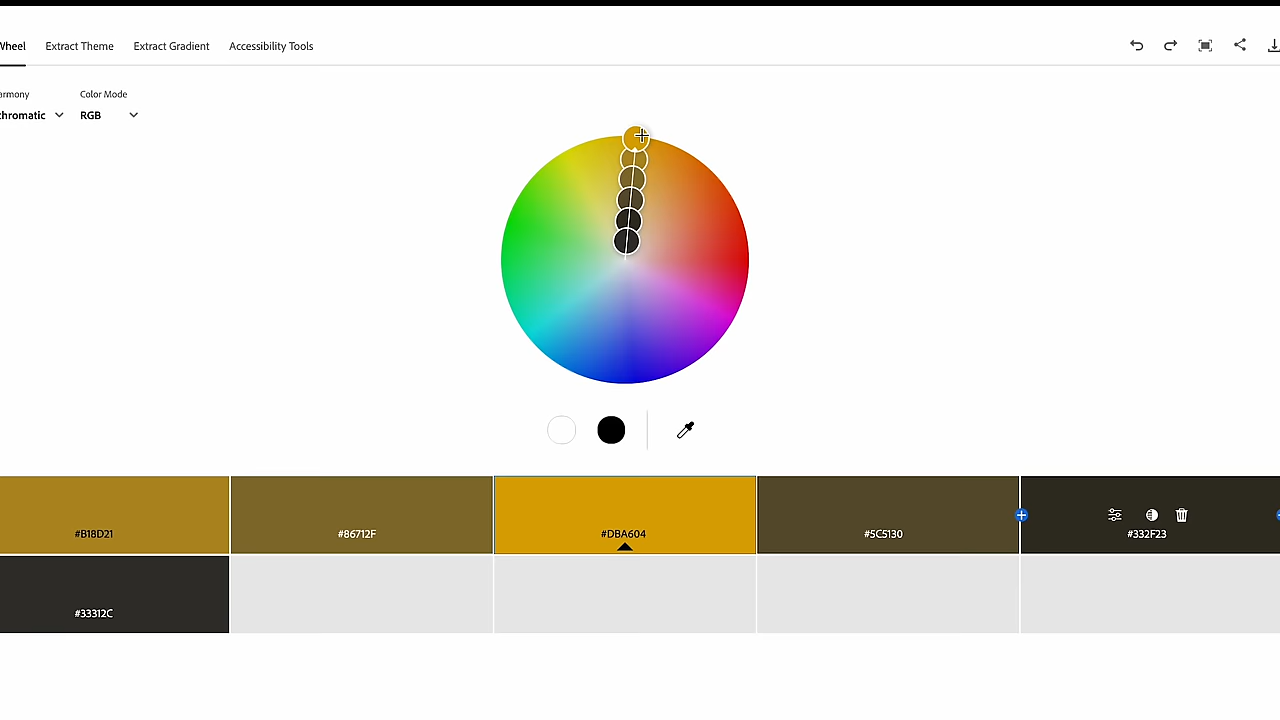 Wheel
Extract Theme
Extract Gradient
Accessibility Tools
armony
Color Mode
chromatic
RGB
#B18D21
#86712F
#DBA604
#5C5130
#332F23
#33312C